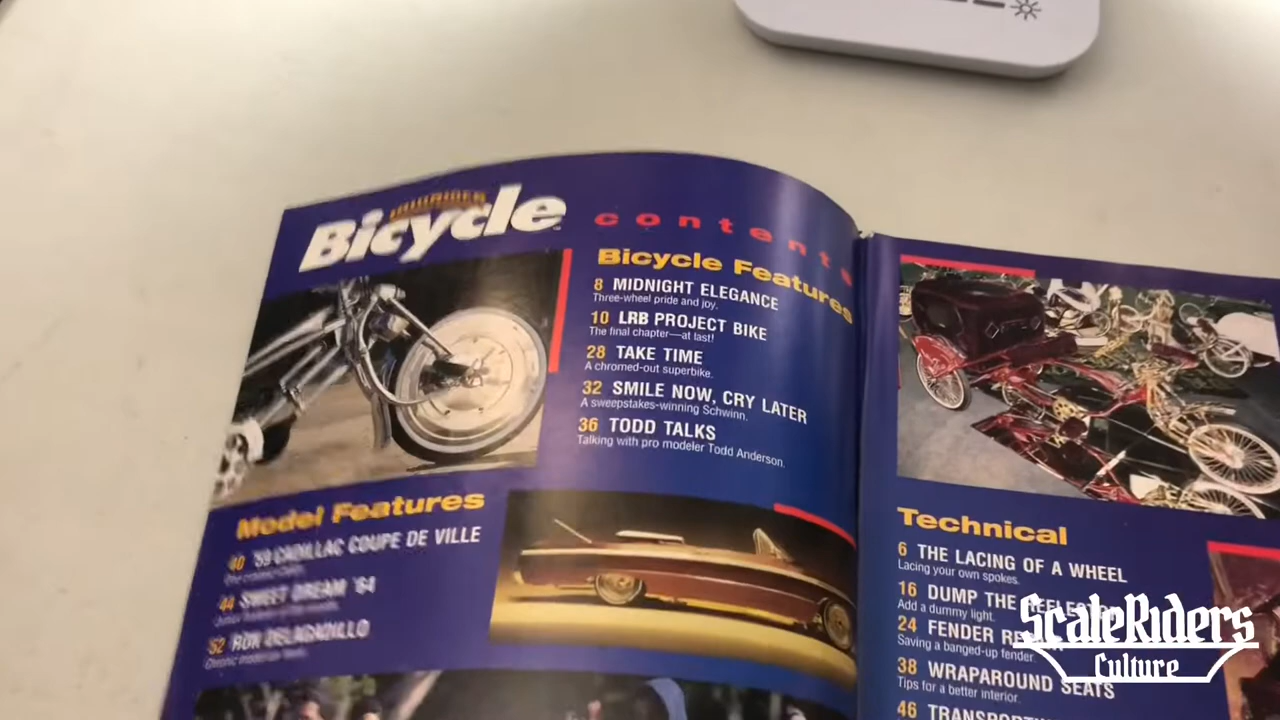 LOWRIDER
Bicycle
contents
Bicycle Features
8 MIDNIGHT ELEGANCE
Three-wheel pride and joy.
10 LRB PROJECT BIKE
The final chapter—at last!
28 TAKE TIME
A chromed-out superbike.
32 SMILE NOW, CRY LATER
A sweepstakes-winning Schwinn.
36 TODD TALKS
Talking with pro modeler Todd Anderson.
Model Features
40 '59 CADILLAC COUPE DE VILLE
44 SWEET DREAM '64
52 RON DELAGADILLO
Technical
6 THE LACING OF A WHEEL
Lacing your own spokes.
16 DUMP THE REFLECTOR
Add a dummy light.
24 FENDER
Saving a banged-up fender.
38 WRAPAROUND SEATS
Tips for a better interior.
46
ScaleRiders
Culture